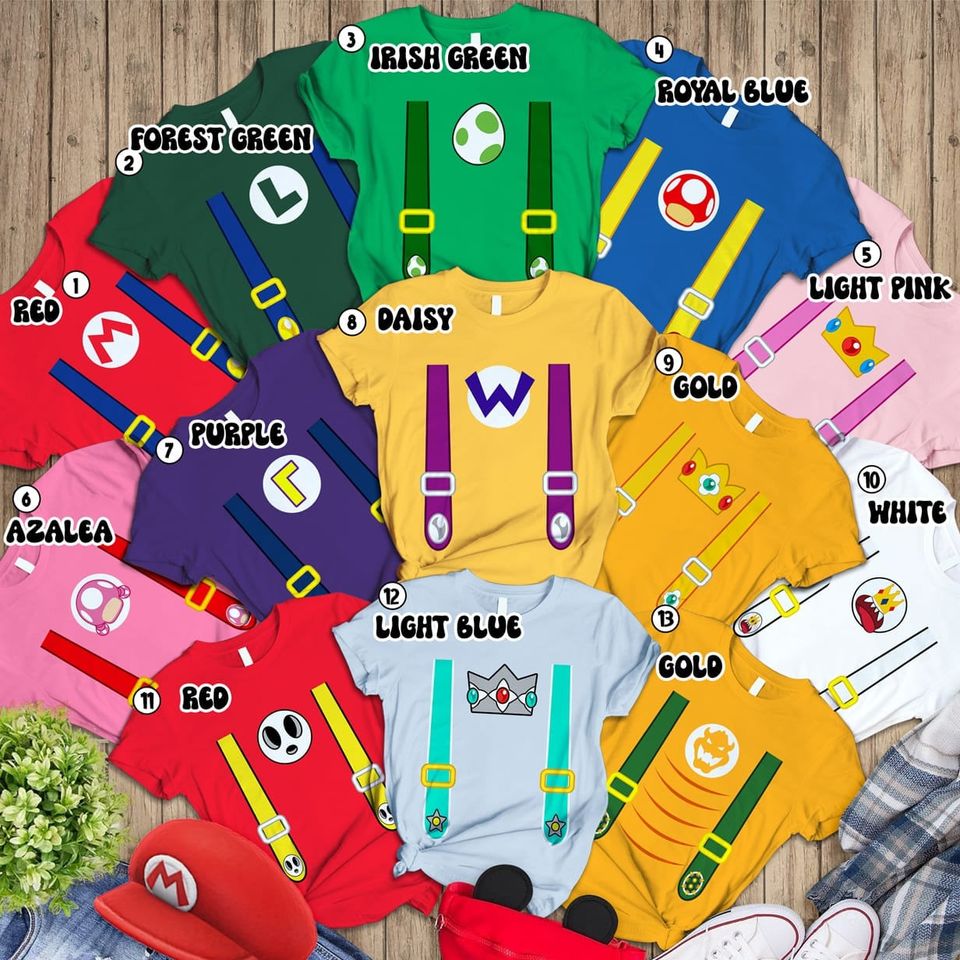 3
IRISH GREEN
4
ROYAL BLUE
FOREST GREEN
2
L
5
LIGHT PINK
1
RED
M
8
DAISY
W
9
GOLD
7
PURPLE
L
10
WHITE
6
AZALEA
12
LIGHT BLUE
13
GOLD
11
RED
M